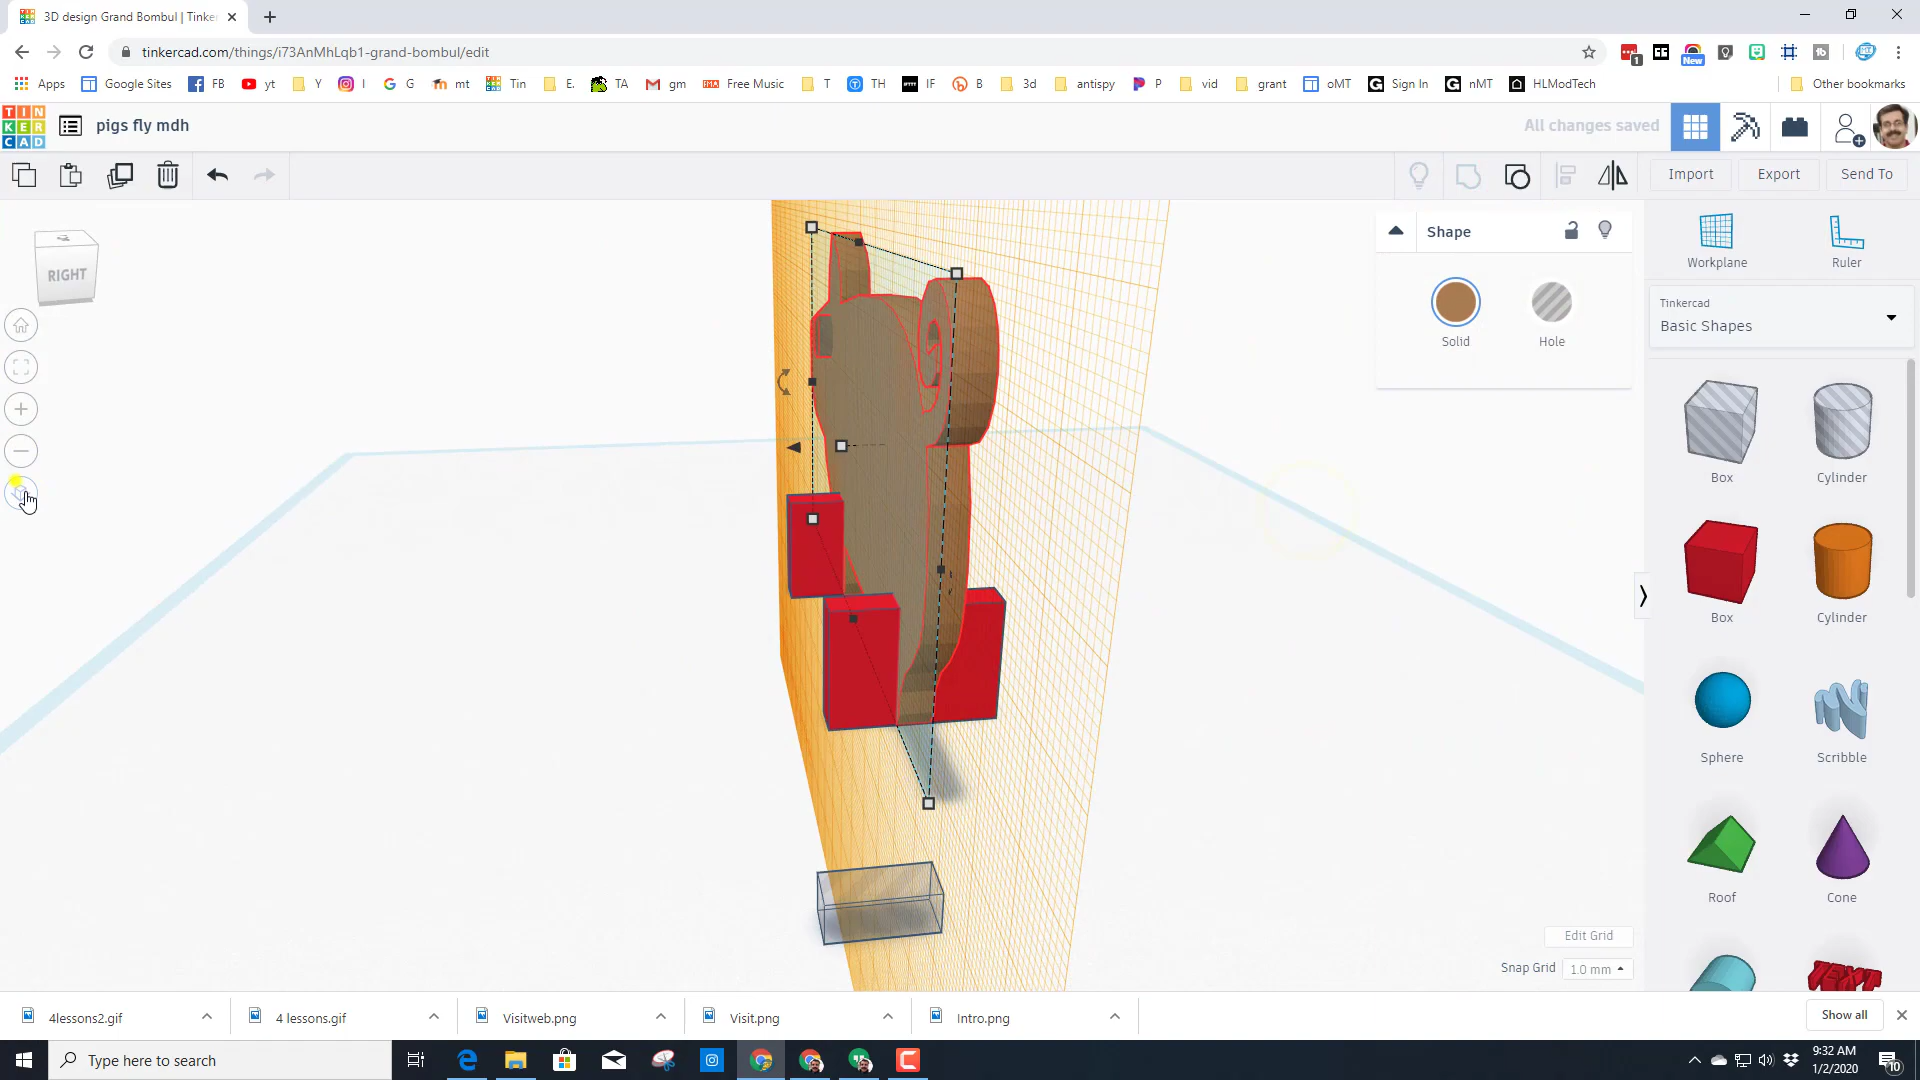 3D design Grand Bombul | Tinker
tinkercad.com/things/i73AnMhLqb1-grand-bombul/edit
1
New
Apps Google Sites FB yt Y I G mt Tin E. TA gm Free Music T TH IF B 3d antispy P vid grant oMT Sign In nMT HLModTech Other bookmarks
TIN
KER
CAD
pigs fly mdh
All changes saved
Import Export Send To
RIGHT
Shape
Solid
Hole
Workplane
Ruler
Tinkercad
Basic Shapes
Box
Cylinder
Box
Cylinder
Sphere
Scribble
Roof
Cone
TEXT
Edit Grid
Snap Grid 1.0 mm
4lessons2.gif
4 lessons.gif
Visitweb.png
Visit.png
Intro.png
Show all
Type here to search
9:32 AM
1/2/2020
10